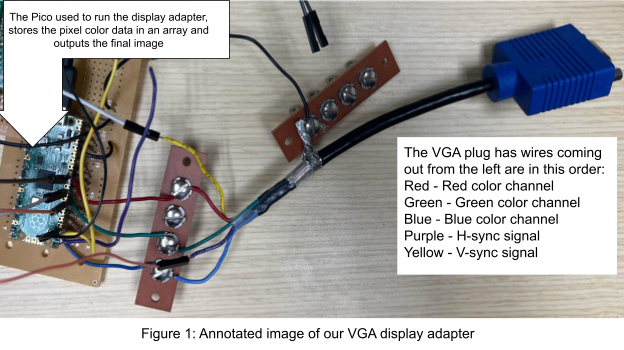 The Pico used to run the display adapter,
stores the pixel color data in an array and
outputs the final image
The VGA plug has wires coming
out from the left are in this order:
Red - Red color channel
Green - Green color channel
Blue - Blue color channel
Purple - H-sync signal
Yellow - V-sync signal
Figure 1: Annotated image of our VGA display adapter